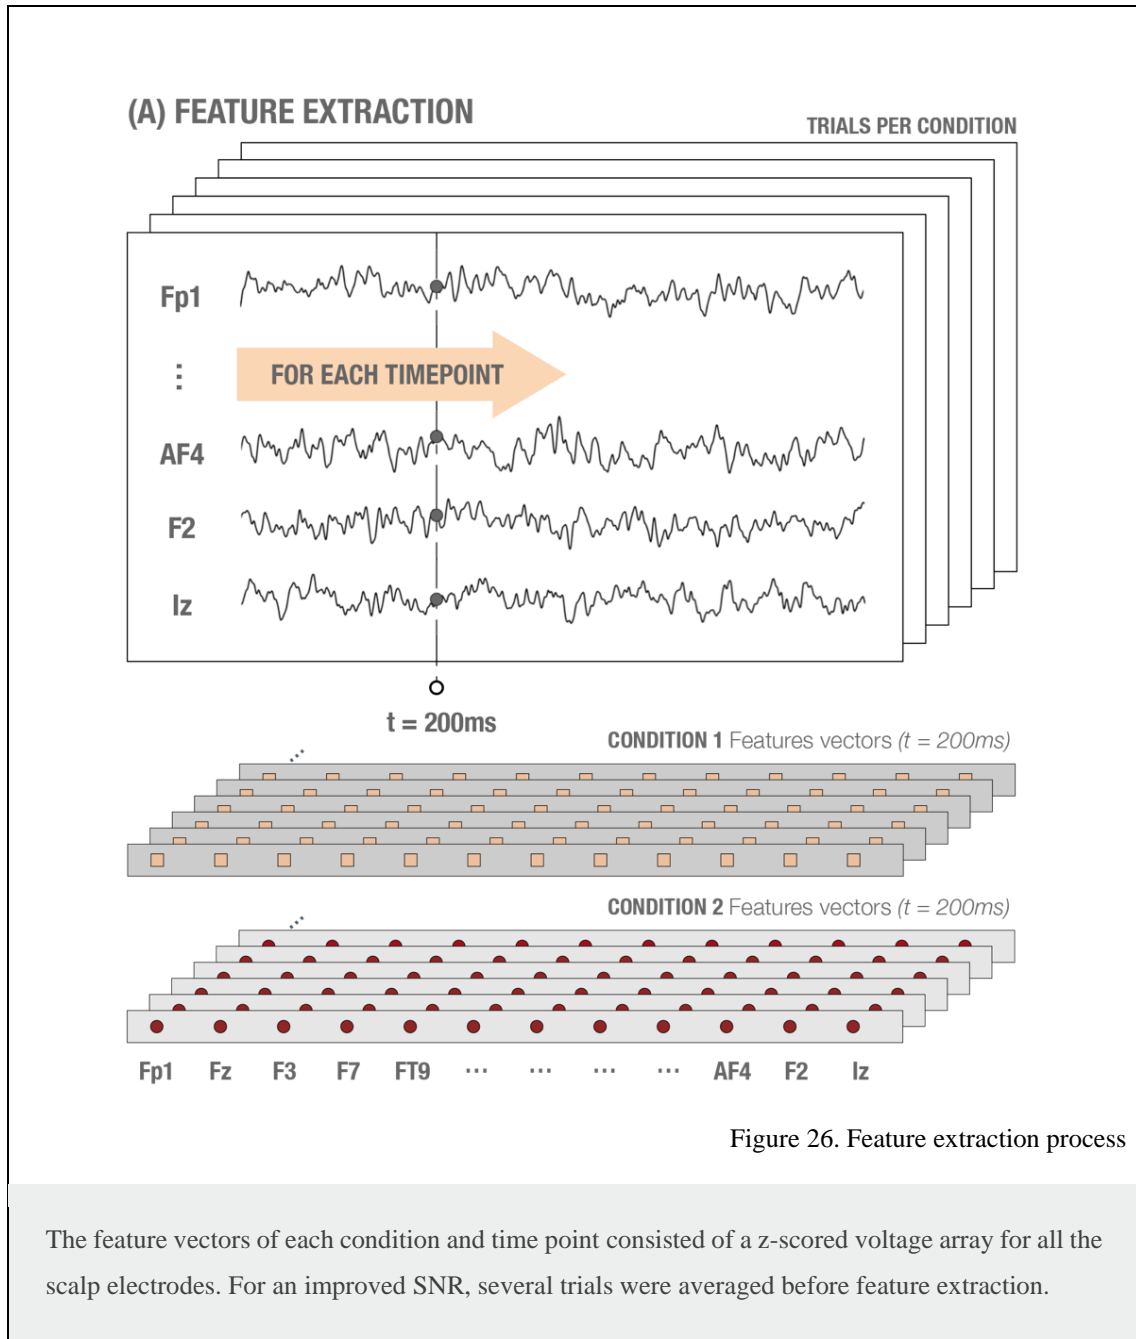 (A) FEATURE EXTRACTION
TRIALS PER CONDITION
Fp1
⋮
FOR EACH TIMEPOINT
AF4
F2
Iz
t = 200ms
CONDITION 1 Features vectors (t = 200ms)
...
CONDITION 2 Features vectors (t = 200ms)
...
Fp1 Fz F3 F7 FT9 ... ... ... ... AF4 F2 Iz
Figure 26. Feature extraction process
The feature vectors of each condition and time point consisted of a z-scored voltage array for all the
scalp electrodes. For an improved SNR, several trials were averaged before feature extraction.